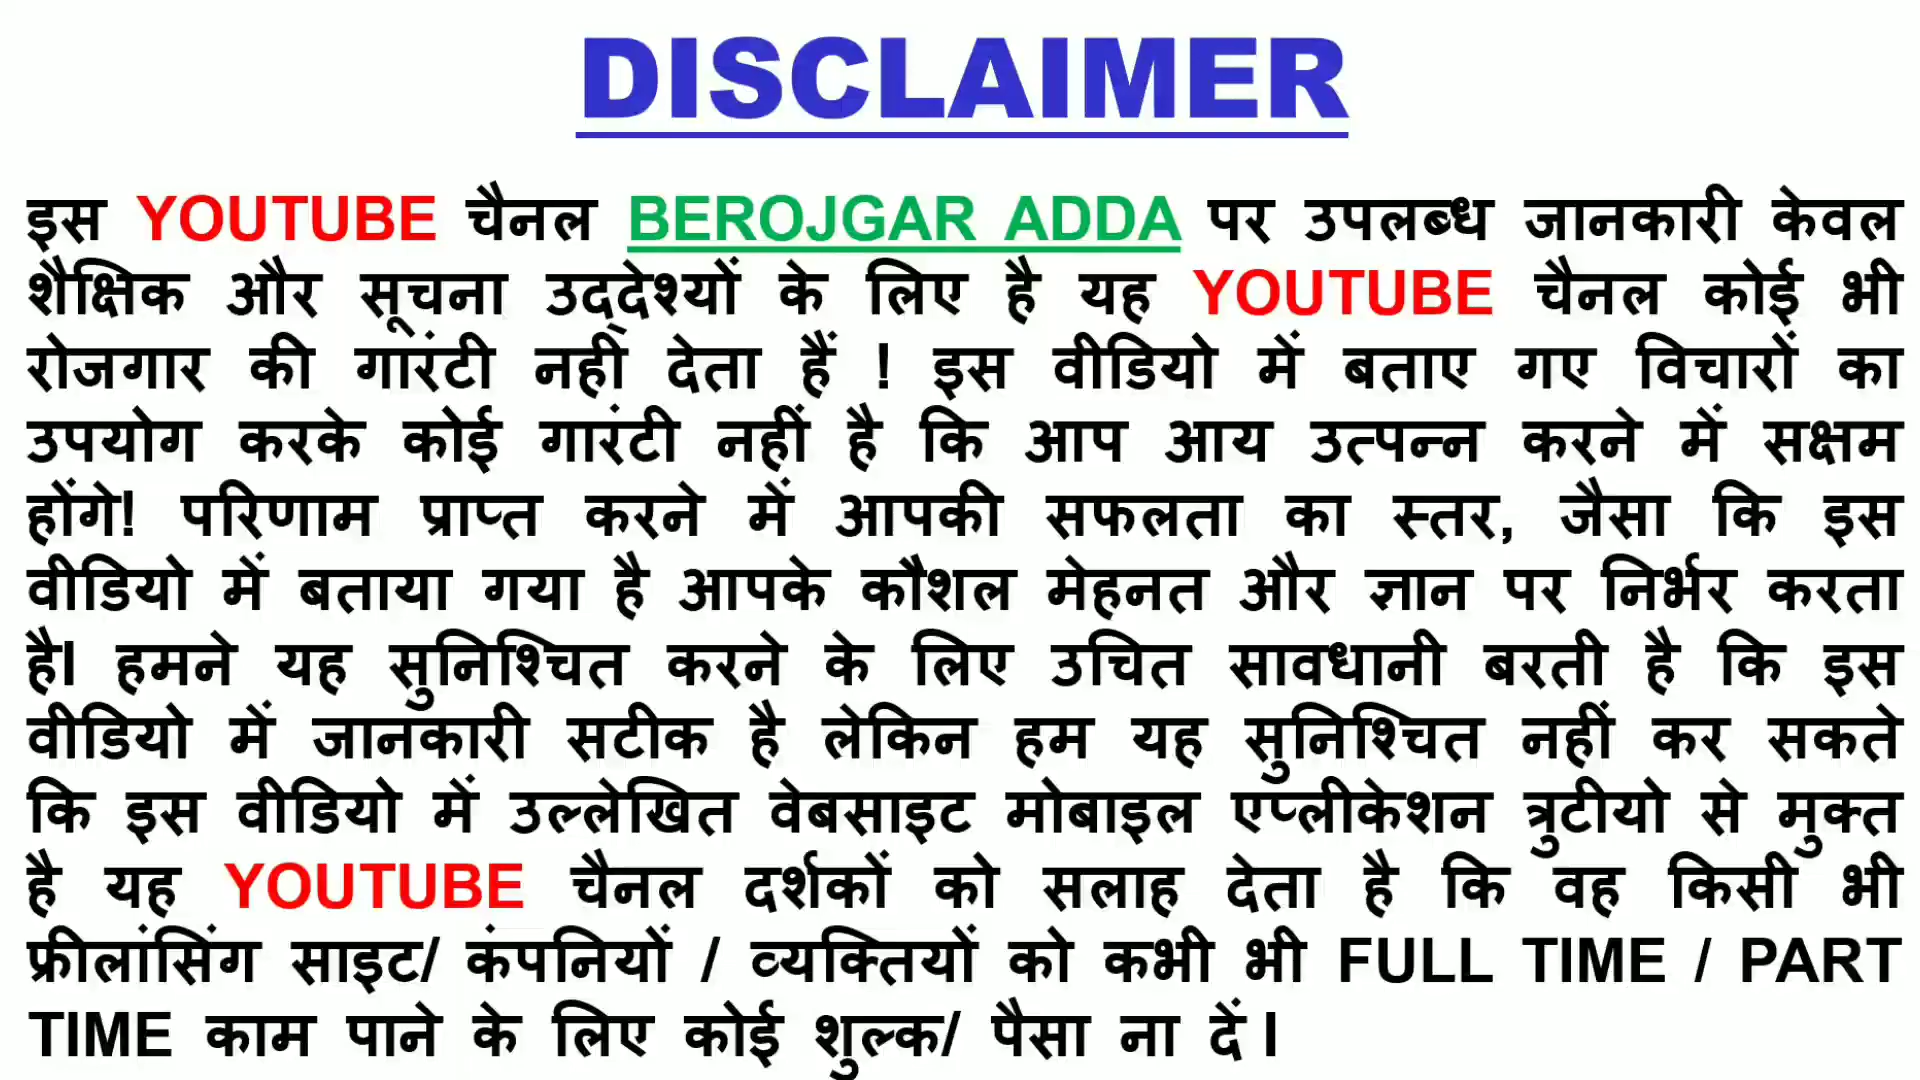 DISCLAIMER
इस YOUTUBE चैनल BEROJGAR ADDA पर उपलब्ध जानकारी केवल
शैक्षिक और सूचना उद्देश्यों के लिए है यह YOUTUBE चैनल कोई भी
रोजगार की गारंटी नहीं देता हैं ! इस वीडियो में बताए गए विचारों का
उपयोग करके कोई गारंटी नहीं है कि आप आय उत्पन्न करने में सक्षम
होंगे! परिणाम प्राप्त करने में आपकी सफलता का स्तर, जैसा कि इस
वीडियो में बताया गया है आपके कौशल मेहनत और ज्ञान पर निर्भर करता
है। हमने यह सुनिश्चित करने के लिए उचित सावधानी बरती है कि इस
वीडियो में जानकारी सटीक है लेकिन हम यह सुनिश्चित नहीं कर सकते
कि इस वीडियो में उल्लेखित वेबसाइट मोबाइल एप्लीकेशन त्रुटीयो से मुक्त
है यह YOUTUBE चैनल दर्शकों को सलाह देता है कि वह किसी भी
फ्रीलांसिंग साइट/ कंपनियों / व्यक्तियों को कभी भी FULL TIME / PART
TIME काम पाने के लिए कोई शुल्क/ पैसा ना दें ।